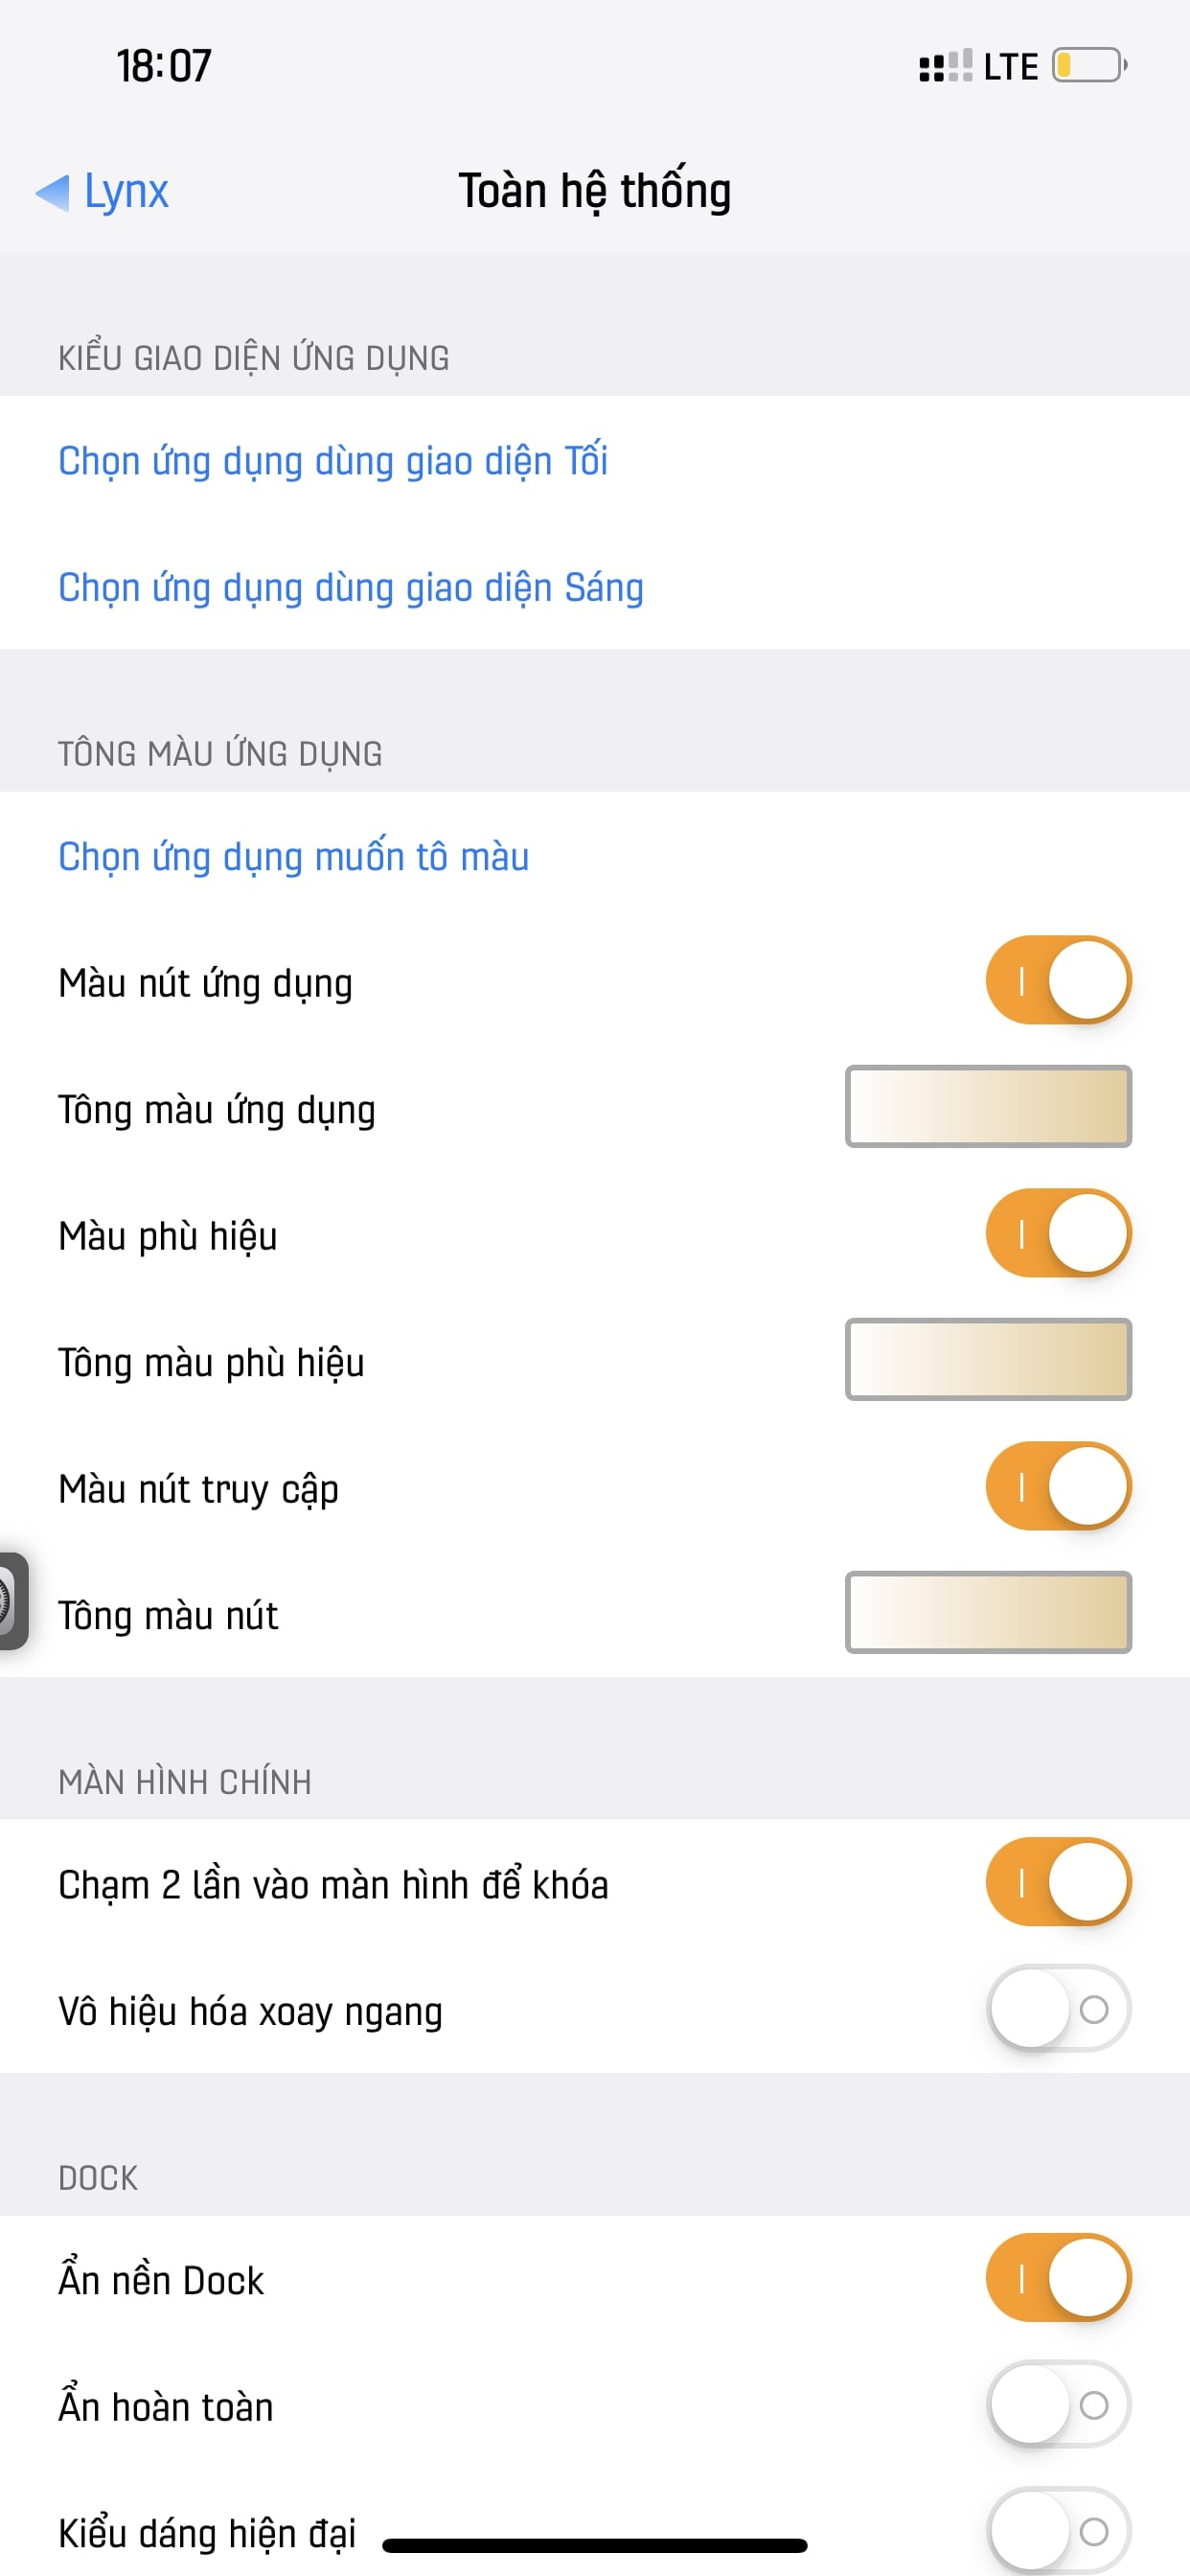 18:07 LTE
Lynx Toàn hệ thống
KIỂU GIAO DIỆN ỨNG DỤNG
Chọn ứng dụng dùng giao diện Tối
Chọn ứng dụng dùng giao diện Sáng
TÔNG MÀU ỨNG DỤNG
Chọn ứng dụng muốn tô màu
Màu nút ứng dụng
Tông màu ứng dụng
Màu phù hiệu
Tông màu phù hiệu
Màu nút truy cập
Tông màu nút
MÀN HÌNH CHÍNH
Chạm 2 lần vào màn hình để khóa
Vô hiệu hóa xoay ngang
DOCK
Ẩn nền Dock
Ẩn hoàn toàn
Kiểu dáng hiện đại